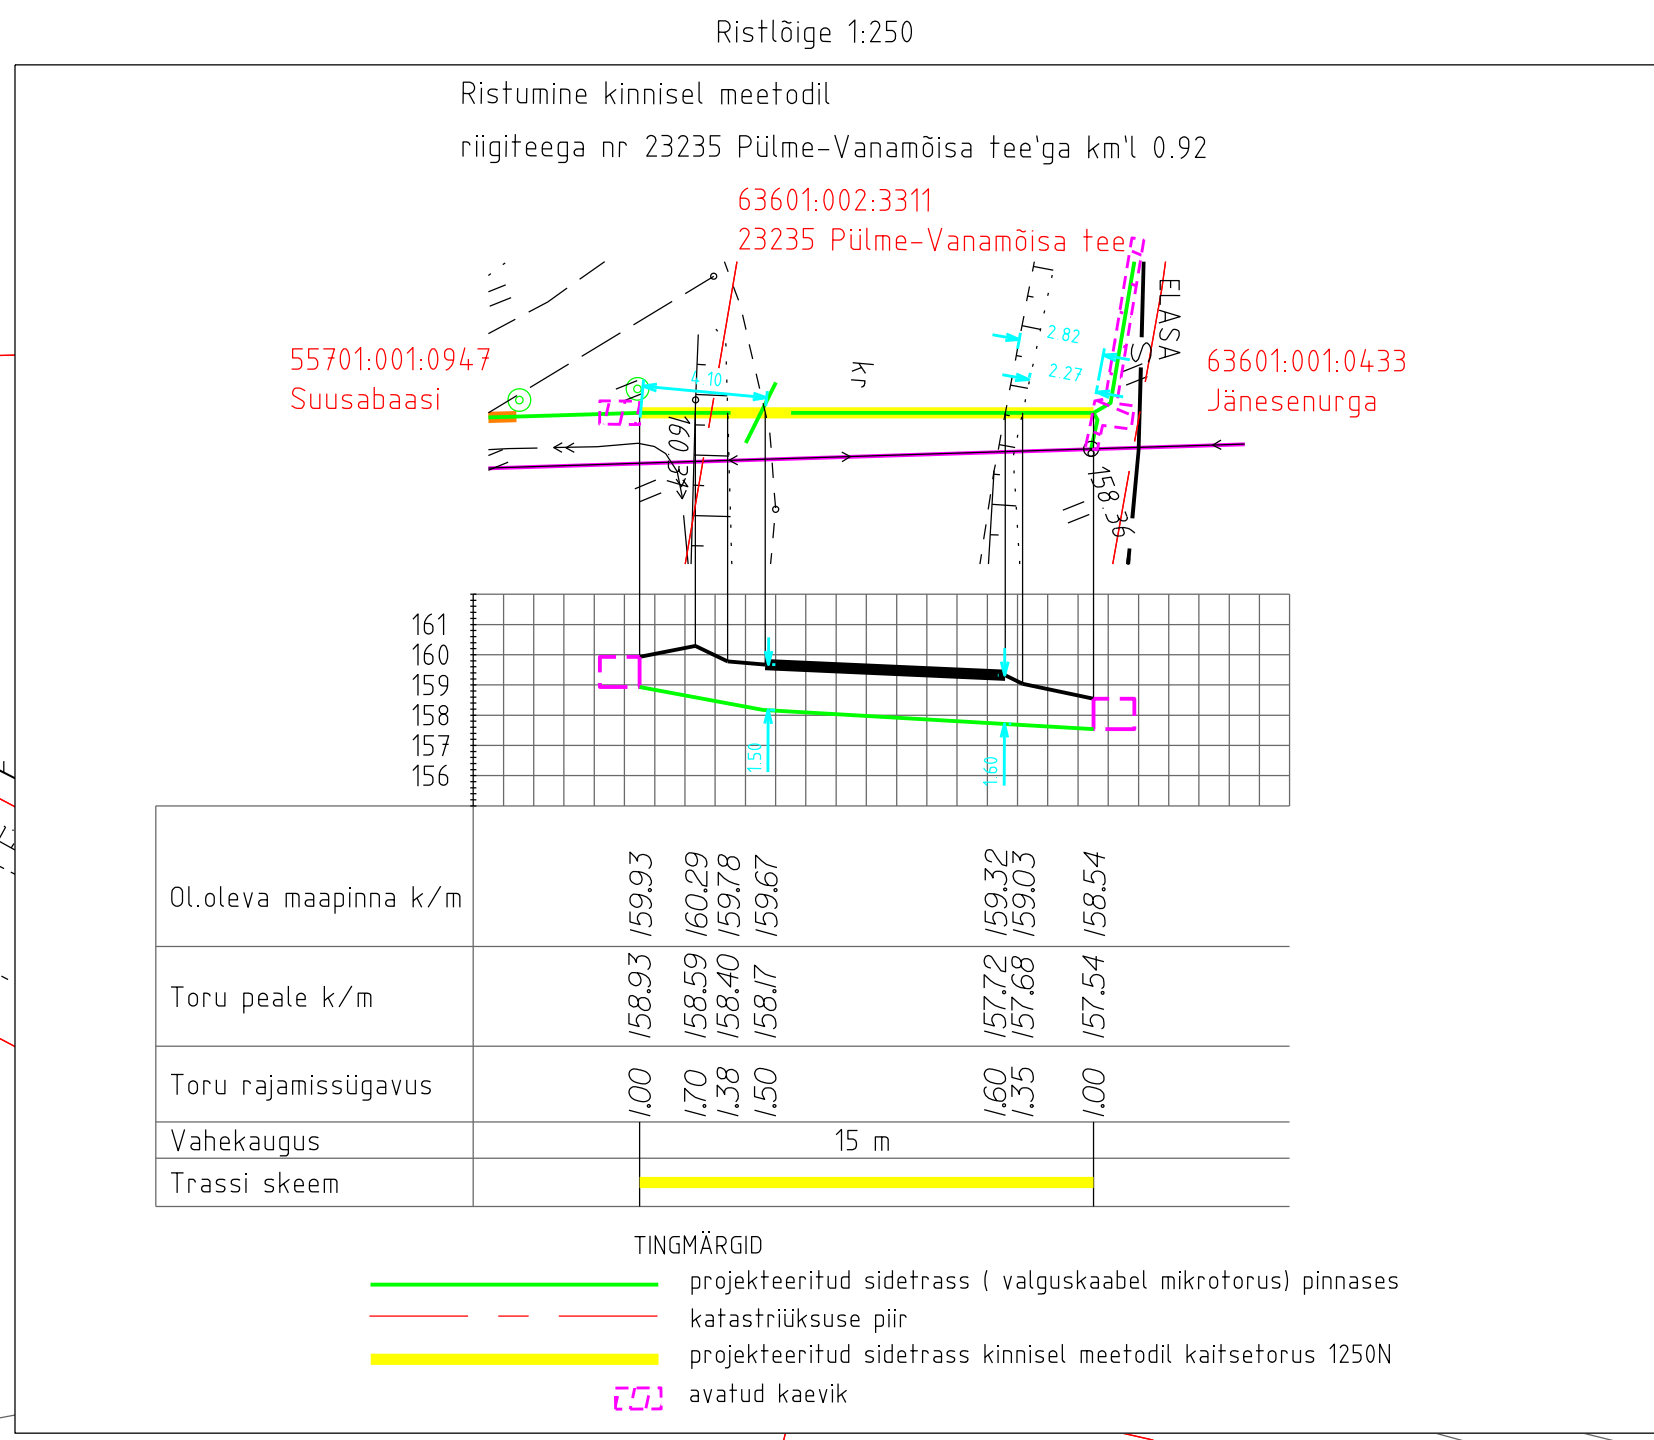 Ristlõige 1:250
Ristumine kinnisel meetodil
riigiteega nr 23235 Pülme-Vanamõisa tee'ga km'l 0.92
63601:002:3311
23235 Pülme-Vanamõisa tee
55701:001:0947
Suusabaasi
63601:001:0433
Jänesenurga
ELASA
2.82
2.27
4.10
kr
160.31
158.36
161
160
159
158
157
156
1.50
1.60
Ol.oleva maapinna k/m 159.93 160.29 159.78 159.67 159.32 159.03 158.54
Toru peale k/m 158.93 158.59 158.40 158.17 157.72 157.68 157.54
Toru rajamissügavus 1.00 1.70 1.38 1.50 1.60 1.35 1.00
Vahekaugus 15 m
Trassi skeem
TINGMÄRGID
projekteeritud sidetrass ( valguskaabel mikrotorus) pinnases
katastriüksuse piir
projekteeritud sidetrass kinnisel meetodil kaitsetorus 1250N
avatud kaevik